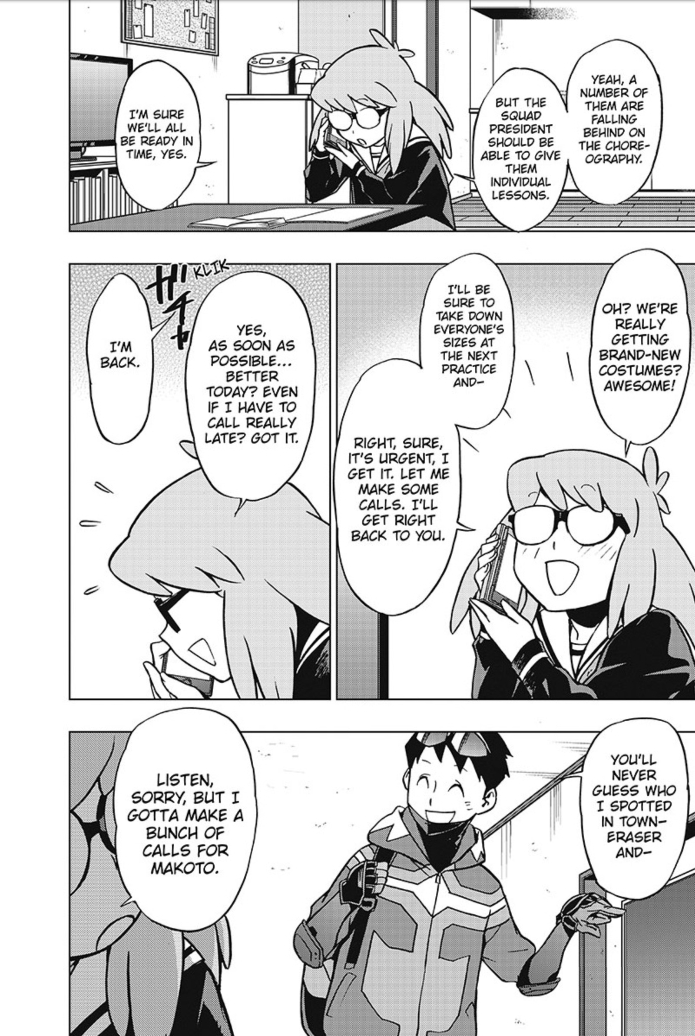 YEAH, A
NUMBER OF
THEM ARE
FALLING
BEHIND ON
THE CHORE-
OGRAPHY.
BUT THE
SQUAD
PRESIDENT
SHOULD BE
ABLE TO GIVE
THEM
INDIVIDUAL
LESSONS.
I'M SURE
WE'LL ALL
BE READY IN
TIME, YES.
OH? WE'RE
REALLY
GETTING
BRAND-NEW
COSTUMES?
AWESOME!
I'LL BE
SURE TO
TAKE DOWN
EVERYONE'S
SIZES AT
THE NEXT
PRACTICE
AND-
RIGHT, SURE,
IT'S URGENT, I
GET IT. LET ME
MAKE SOME
CALLS. I'LL
GET RIGHT
BACK TO YOU.
YES,
AS SOON AS
POSSIBLE...
BETTER
TODAY? EVEN
IF I HAVE TO
CALL REALLY
LATE? GOT IT.
KLIK
ガチャ
I'M
BACK.
YOU'LL
NEVER
GUESS WHO
I SPOTTED
IN TOWN-
ERASER
AND-
LISTEN,
SORRY, BUT I
GOTTA MAKE A
BUNCH OF
CALLS FOR
MAKOTO.